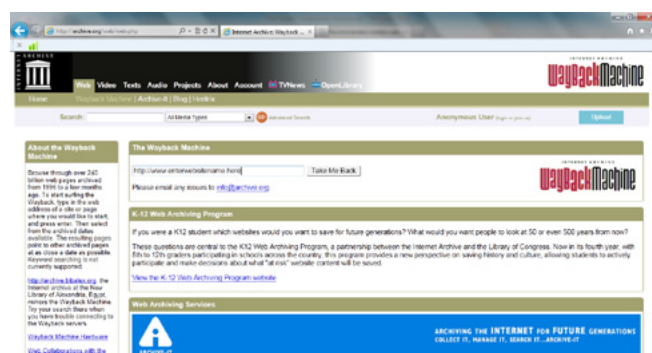 http://archive.org/web/web.php
Internet Archive: Wayback ...
INTERNET ARCHIVE
Web Video Texts Audio Projects About Account TVNews OpenLibrary
INTERNET ARCHIVE
WayBackMachine
Home Wayback Machine | Archive-It | Blog | Heritrix
Search: All Media Types GO Advanced Search
Anonymous User (login or join us)
Upload
About the Wayback
Machine
Browse through over 240
billion web pages archived
from 1996 to a few months
ago. To start surfing the
Wayback, type in the web
address of a site or page
where you would like to start,
and press enter. Then select
from the archived dates
available. The resulting pages
point to other archived pages
at as close a date as possible.
Keyword searching is not
currently supported.
http://archive.bibalex.org, the
Internet archive at the New
Library of Alexandria, Egypt,
mirrors the Wayback Machine.
Try your search there when
you have trouble connecting to
the Wayback servers.
Wayback Machine Hardware
Web Collaborations with the
The Wayback Machine
http://www.enterwebsitename.here
Take Me Back
Please email any issues to info@archive.org.
INTERNET ARCHIVE
WayBackMachine
K-12 Web Archiving Program
If you were a K12 student which websites would you want to save for future generations? What would you want people to look at 50 or even 500 years from now?
These questions are central to the K12 Web Archiving Program, a partnership between the Internet Archive and the Library of Congress. Now in its fourth year, with
5th to 12th graders participating in schools across the country, this program provides a new perspective on saving history and culture, allowing students to actively
participate and make decisions about what "at risk" website content will be saved.
View the K-12 Web Archiving Program website
Web Archiving Services
ARCHIVE-IT
ARCHIVING THE INTERNET FOR FUTURE GENERATIONS
COLLECT IT, MANAGE IT, SEARCH IT...ARCHIVE-IT